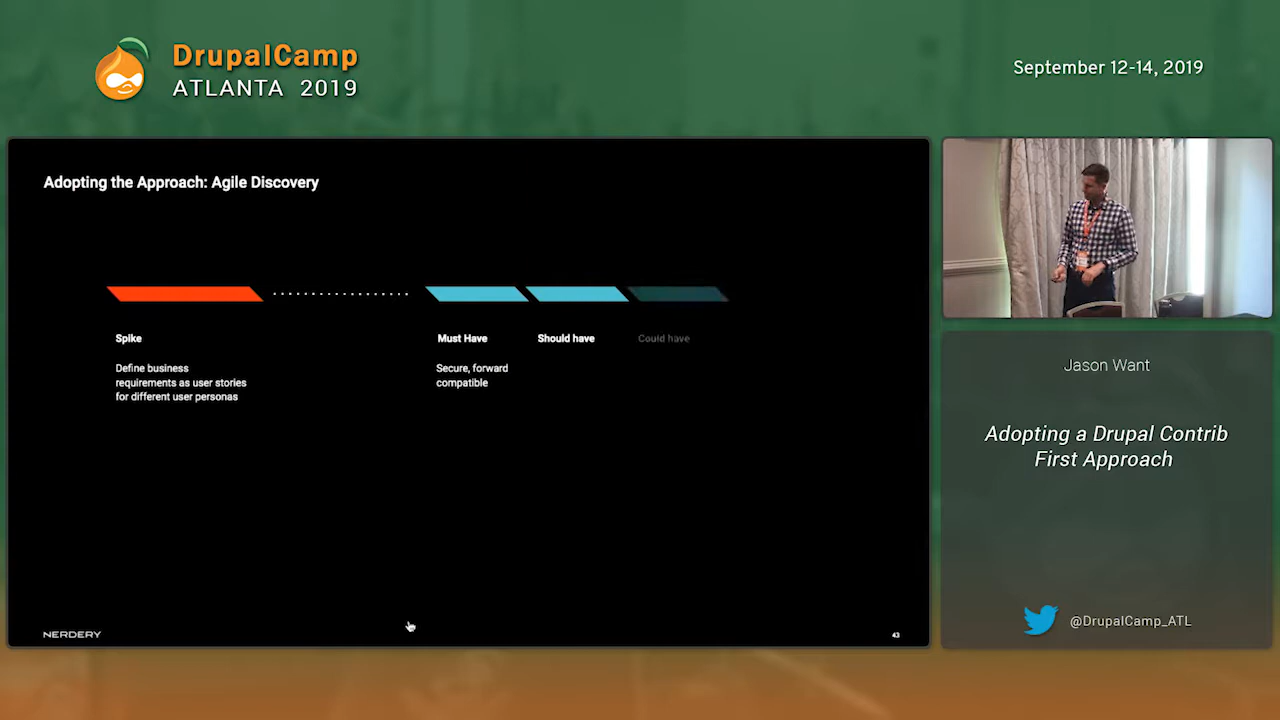 DrupalCamp
ATLANTA 2019
September 12-14, 2019
Adopting the Approach: Agile Discovery
Spike
Define business
requirements as user stories
for different user personas
Must Have
Secure, forward
compatible
Should have
Could have
NERDERY
43
Jason Want
Adopting a Drupal Contrib
First Approach
@DrupalCamp_ATL